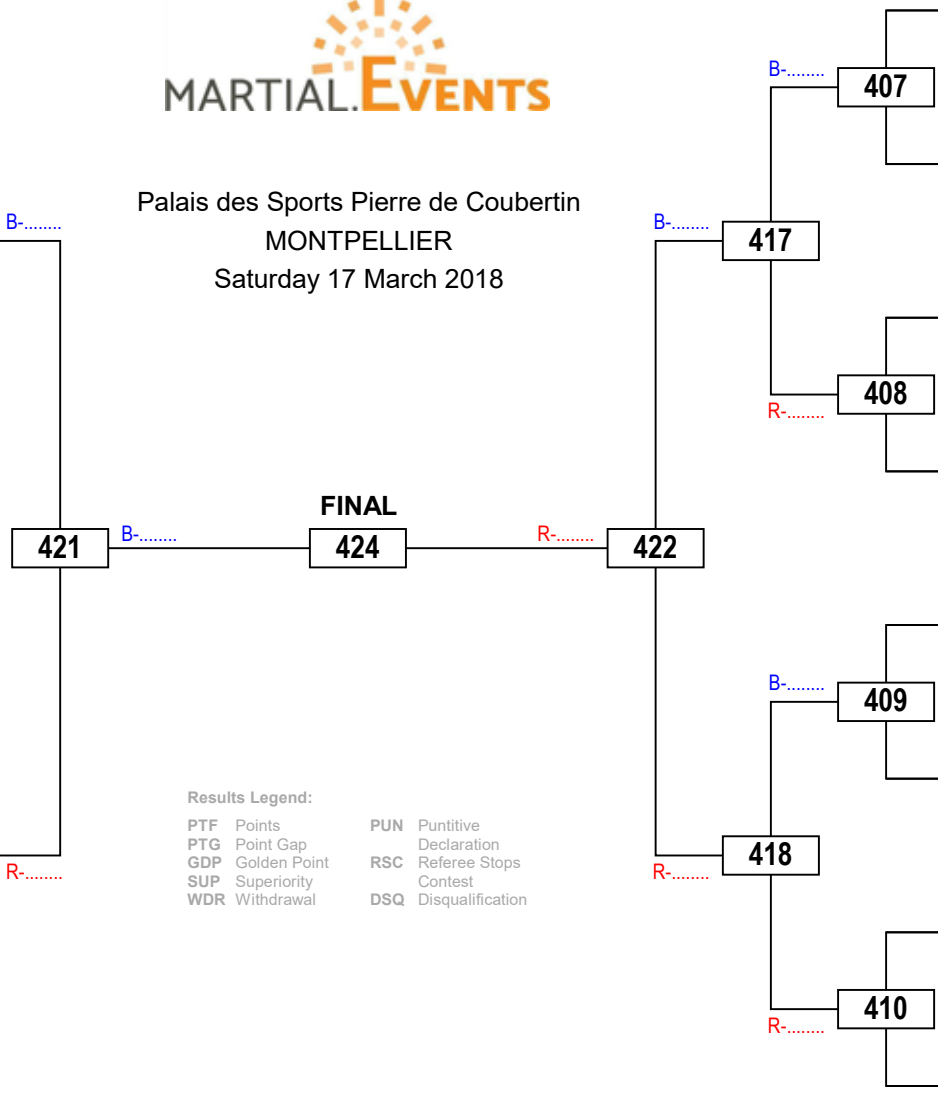 MARTIAL.EVENTS
B-........
407
Palais des Sports Pierre de Coubertin
B-........
B-........
MONTPELLIER
417
Saturday 17 March 2018
408
R-........
FINAL
421
B-........
424
R-........
422
B-........
409
Results Legend:
PTF Points
PTG Point Gap
GDP Golden Point
SUP Superiority
WDR Withdrawal
PUN Puntitive
Declaration
RSC Referee Stops
Contest
DSQ Disqualification
R-........
R-........
418
410
R-........